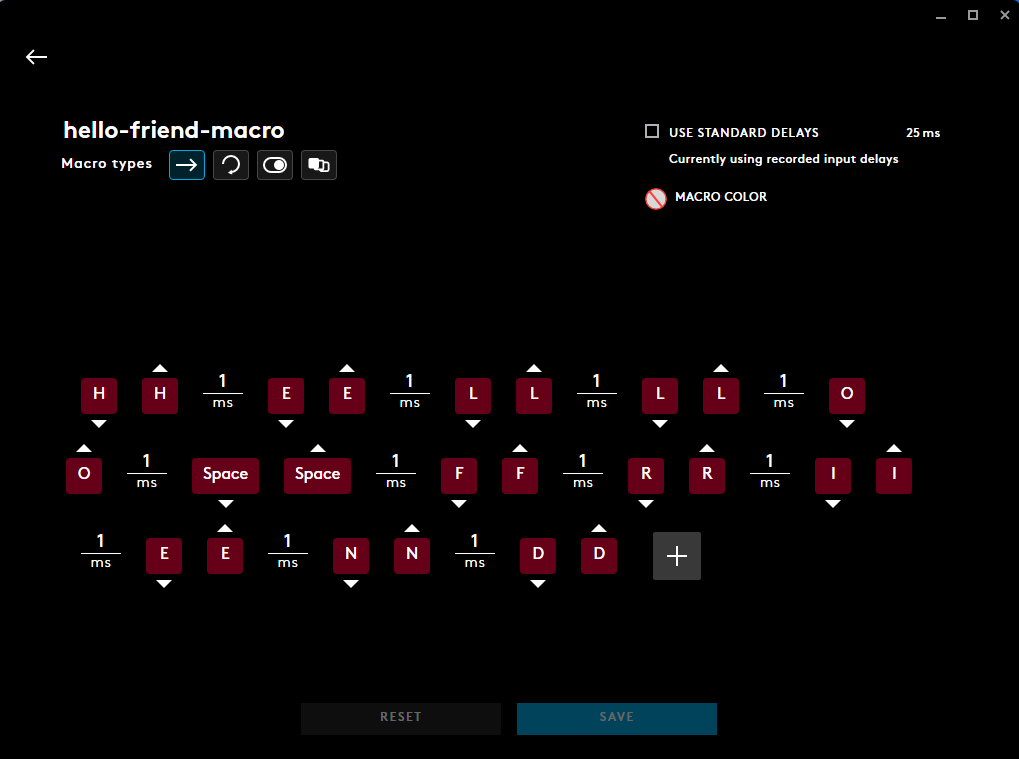 hello-friend-macro
Macro types
USE STANDARD DELAYS 25 ms
Currently using recorded input delays
MACRO COLOR
H H 1 ms E E 1 ms L L 1 ms L L 1 ms O
O 1 ms Space Space 1 ms F F 1 ms R R 1 ms I I
1 ms E E 1 ms N N 1 ms D D
RESET SAVE